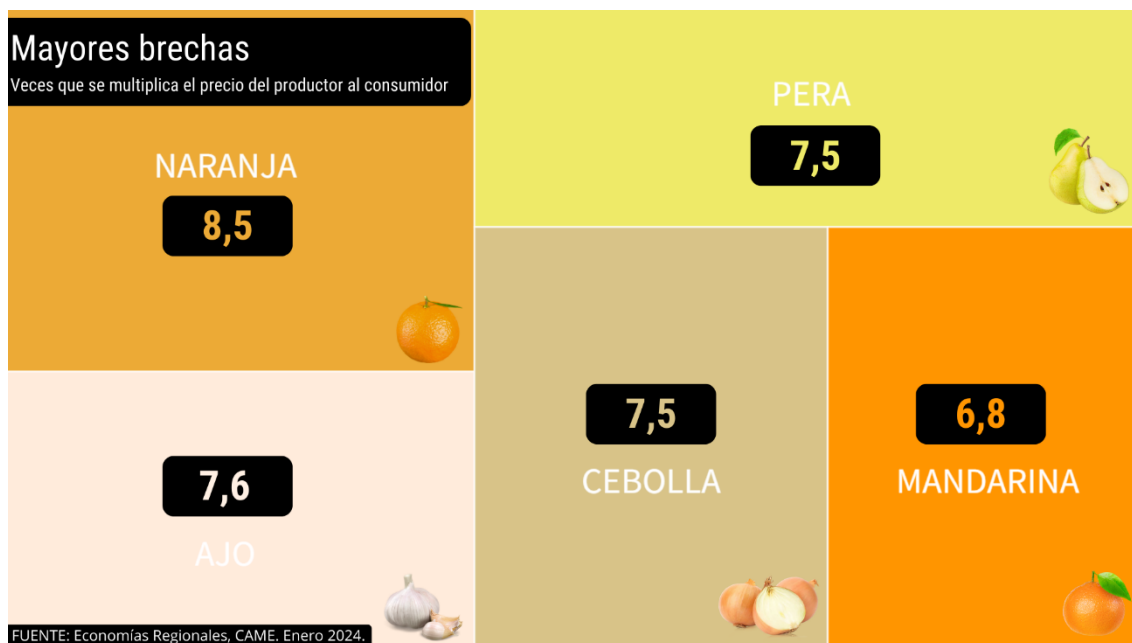 Mayores brechas
Veces que se multiplica el precio del productor al consumidor
NARANJA
8,5
PERA
7,5
7,6
AJO
7,5
CEBOLLA
6,8
MANDARINA
FUENTE: Economías Regionales, CAME. Enero 2024.